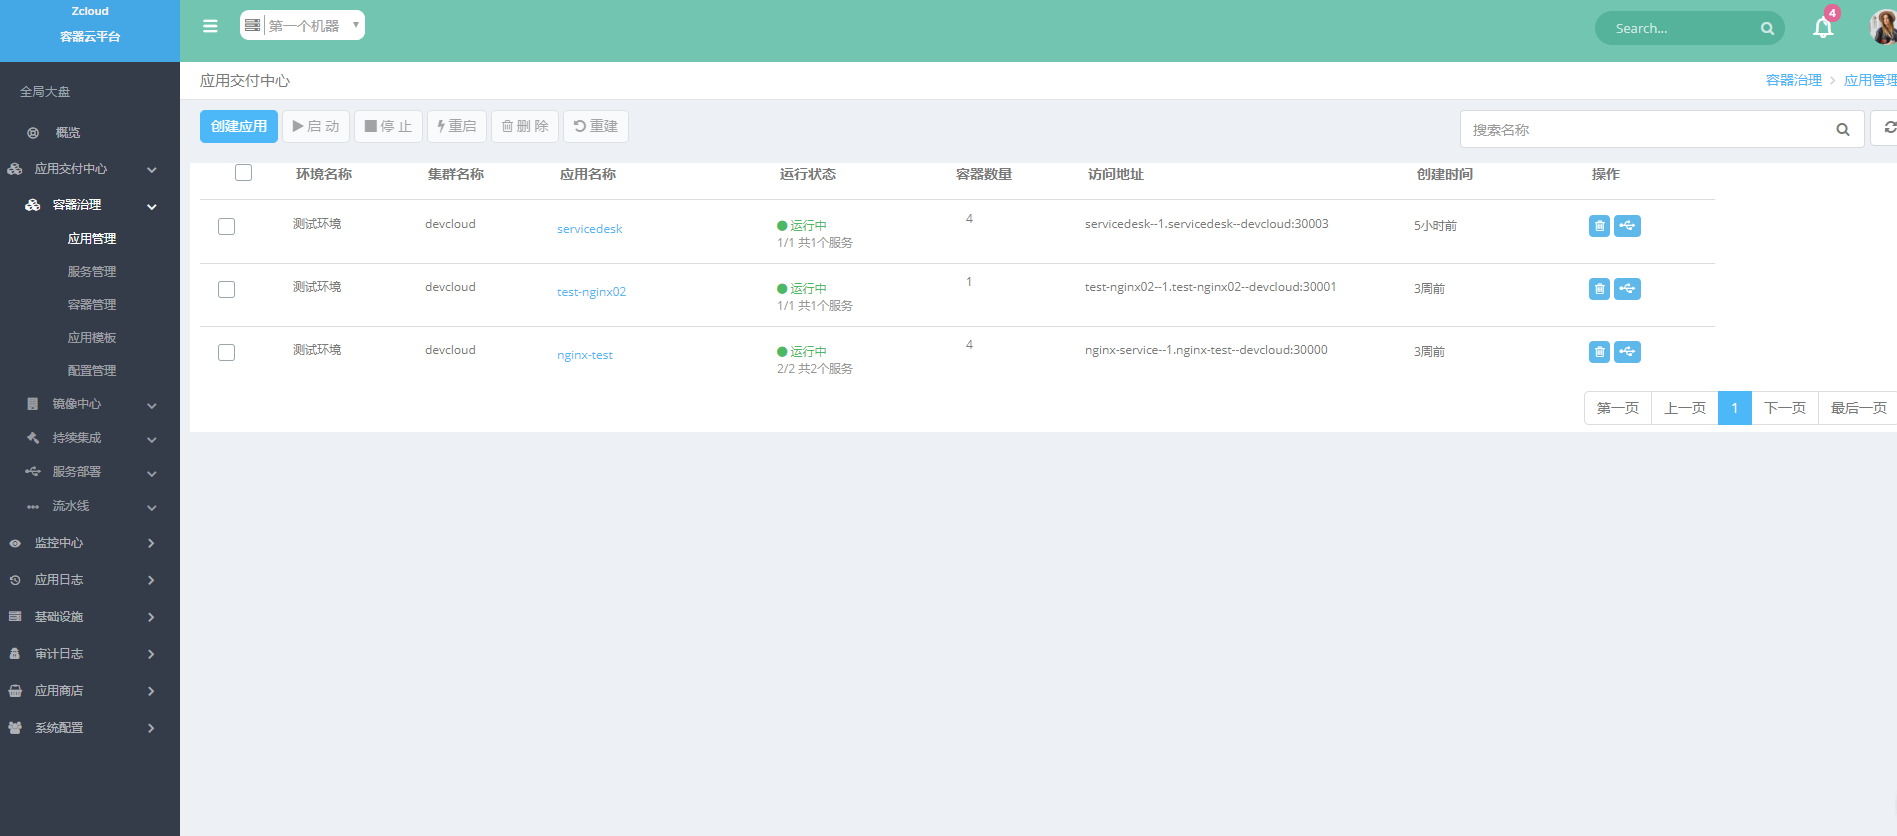 Zcloud
容器云平台
第一个机器
Search...
4
全局大盘
概览
应用交付中心
容器治理
应用管理
服务管理
容器管理
应用模板
配置管理
镜像中心
持续集成
服务部署
流水线
监控中心
应用日志
基础设施
审计日志
应用商店
系统配置
应用交付中心
容器治理 > 应用管理
创建应用 启 动 停 止 重启 删 除 重建
搜索名称
环境名称 集群名称 应用名称 运行状态 容器数量 访问地址 创建时间 操作
测试环境 devcloud servicedesk 运行中 4 servicedesk--1.servicedesk--devcloud:30003 5小时前
1/1 共1个服务
测试环境 devcloud test-nginx02 运行中 1 test-nginx02--1.test-nginx02--devcloud:30001 3周前
1/1 共1个服务
测试环境 devcloud nginx-test 运行中 4 nginx-service--1.nginx-test--devcloud:30000 3周前
2/2 共2个服务
第一页 上一页 1 下一页 最后一页